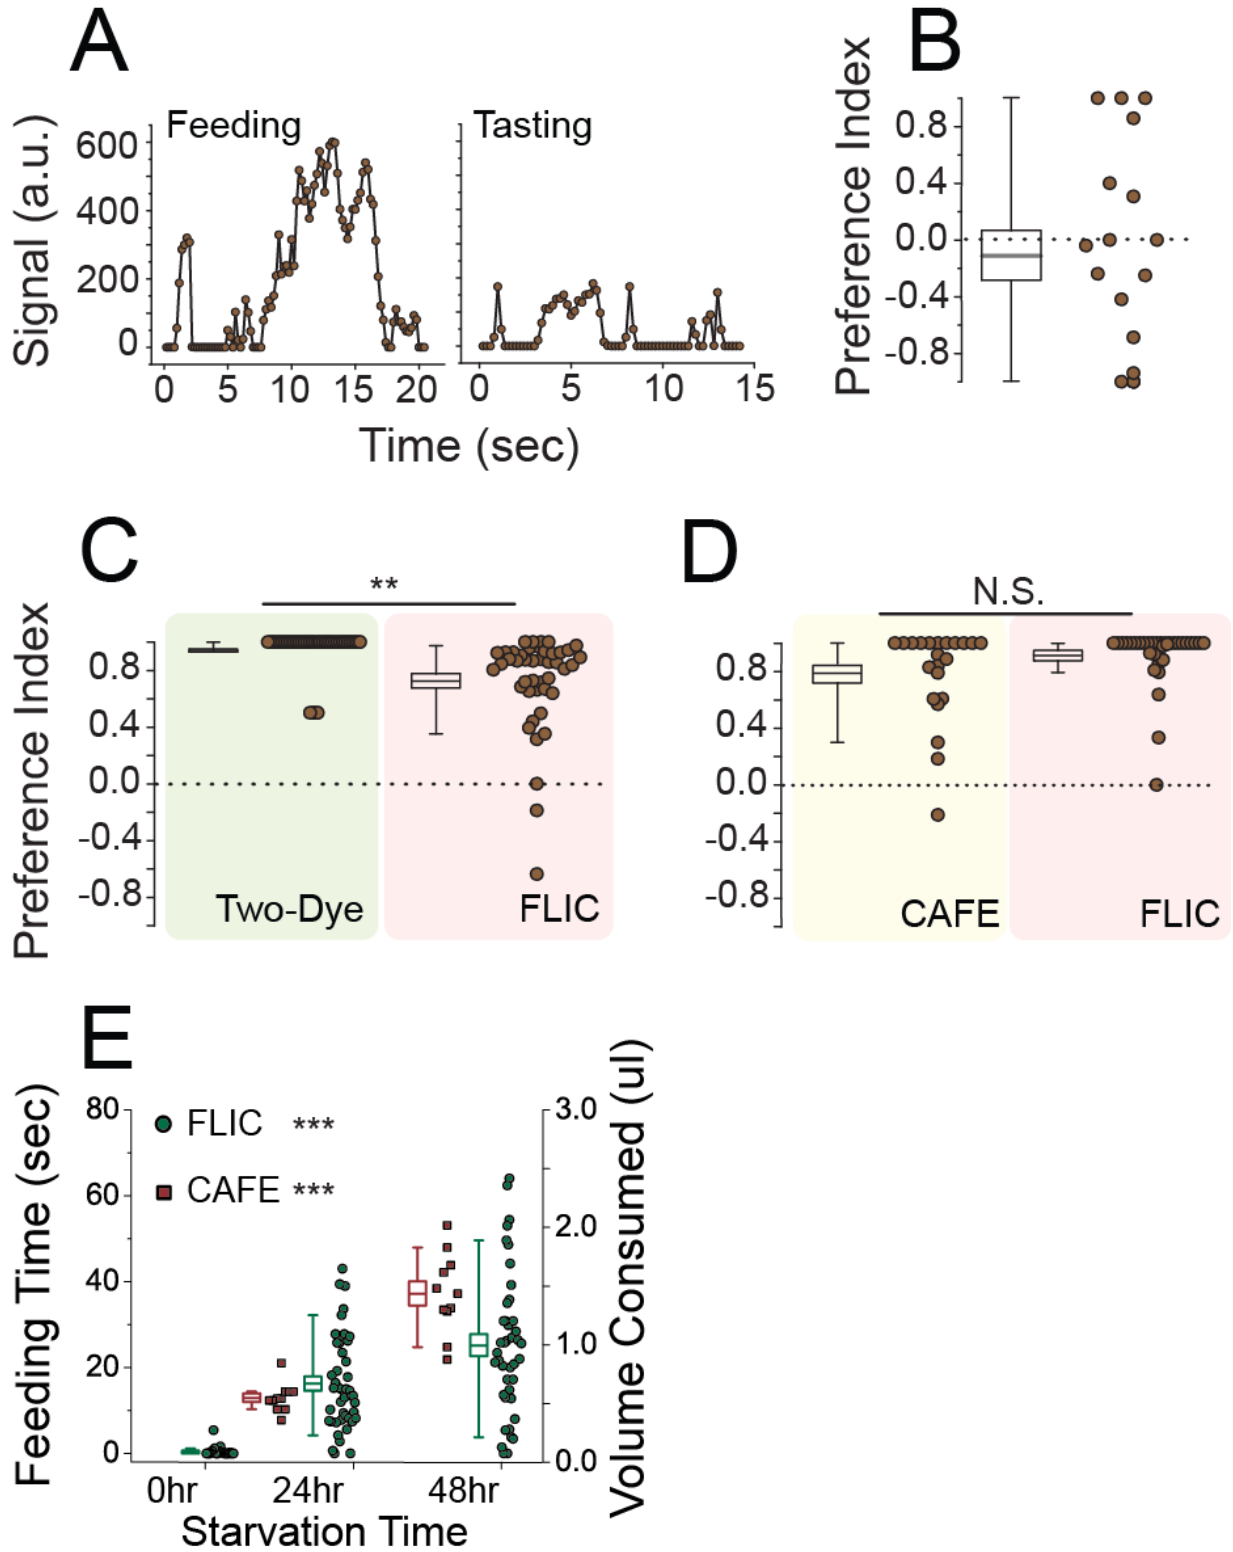 A
Feeding
Tasting
Signal (a.u.)
600
400
200
0
0 5 10 15 20
0 5 10 15
Time (sec)
B
Preference Index
0.8
0.4
0.0
-0.4
-0.8
C
**
Preference Index
0.8
0.4
0.0
-0.4
-0.8
Two-Dye
FLIC
D
N.S.
0.8
0.4
0.0
-0.4
-0.8
CAFE
FLIC
E
Feeding Time (sec)
80
60
40
20
0
FLIC ***
CAFE ***
3.0
2.0
1.0
0.0
Volume Consumed (ul)
0hr 24hr 48hr
Starvation Time